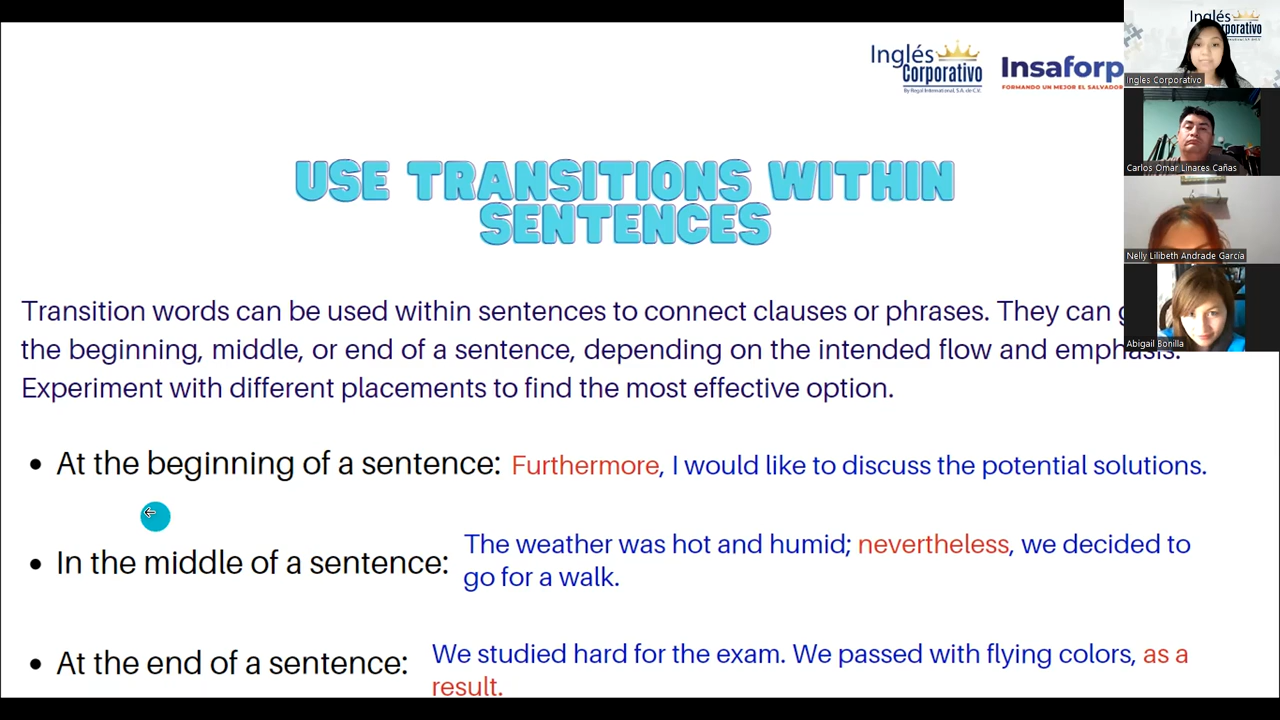 Inglés
Corporativo
By Regal International, S.A. de C.V.
Insaforp
FORMANDO UN MEJOR EL SALVADOR
USE TRANSITIONS WITHIN
SENTENCES
Transition words can be used within sentences to connect clauses or phrases. They can
the beginning, middle, or end of a sentence, depending on the intended flow and emphasis.
Experiment with different placements to find the most effective option.
• At the beginning of a sentence: Furthermore, I would like to discuss the potential solutions.
• In the middle of a sentence: The weather was hot and humid; nevertheless, we decided to
go for a walk.
• At the end of a sentence: We studied hard for the exam. We passed with flying colors, as a
result.
Inglés
Inglés Corporativo
Carlos Omar Linares Cañas
Nelly Lilibeth Andrade García
Abigail Bonilla